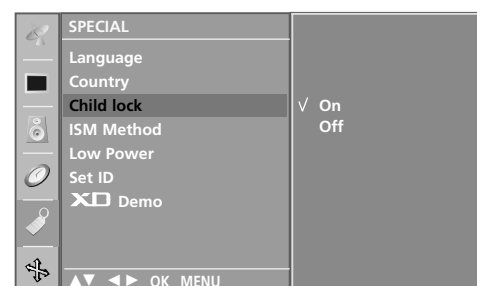 SPECIAL
Language
Country
Child lock
ISM Method
Low Power
Set ID
XD Demo
√ On
Off
▲▼ ◄► OK MENU